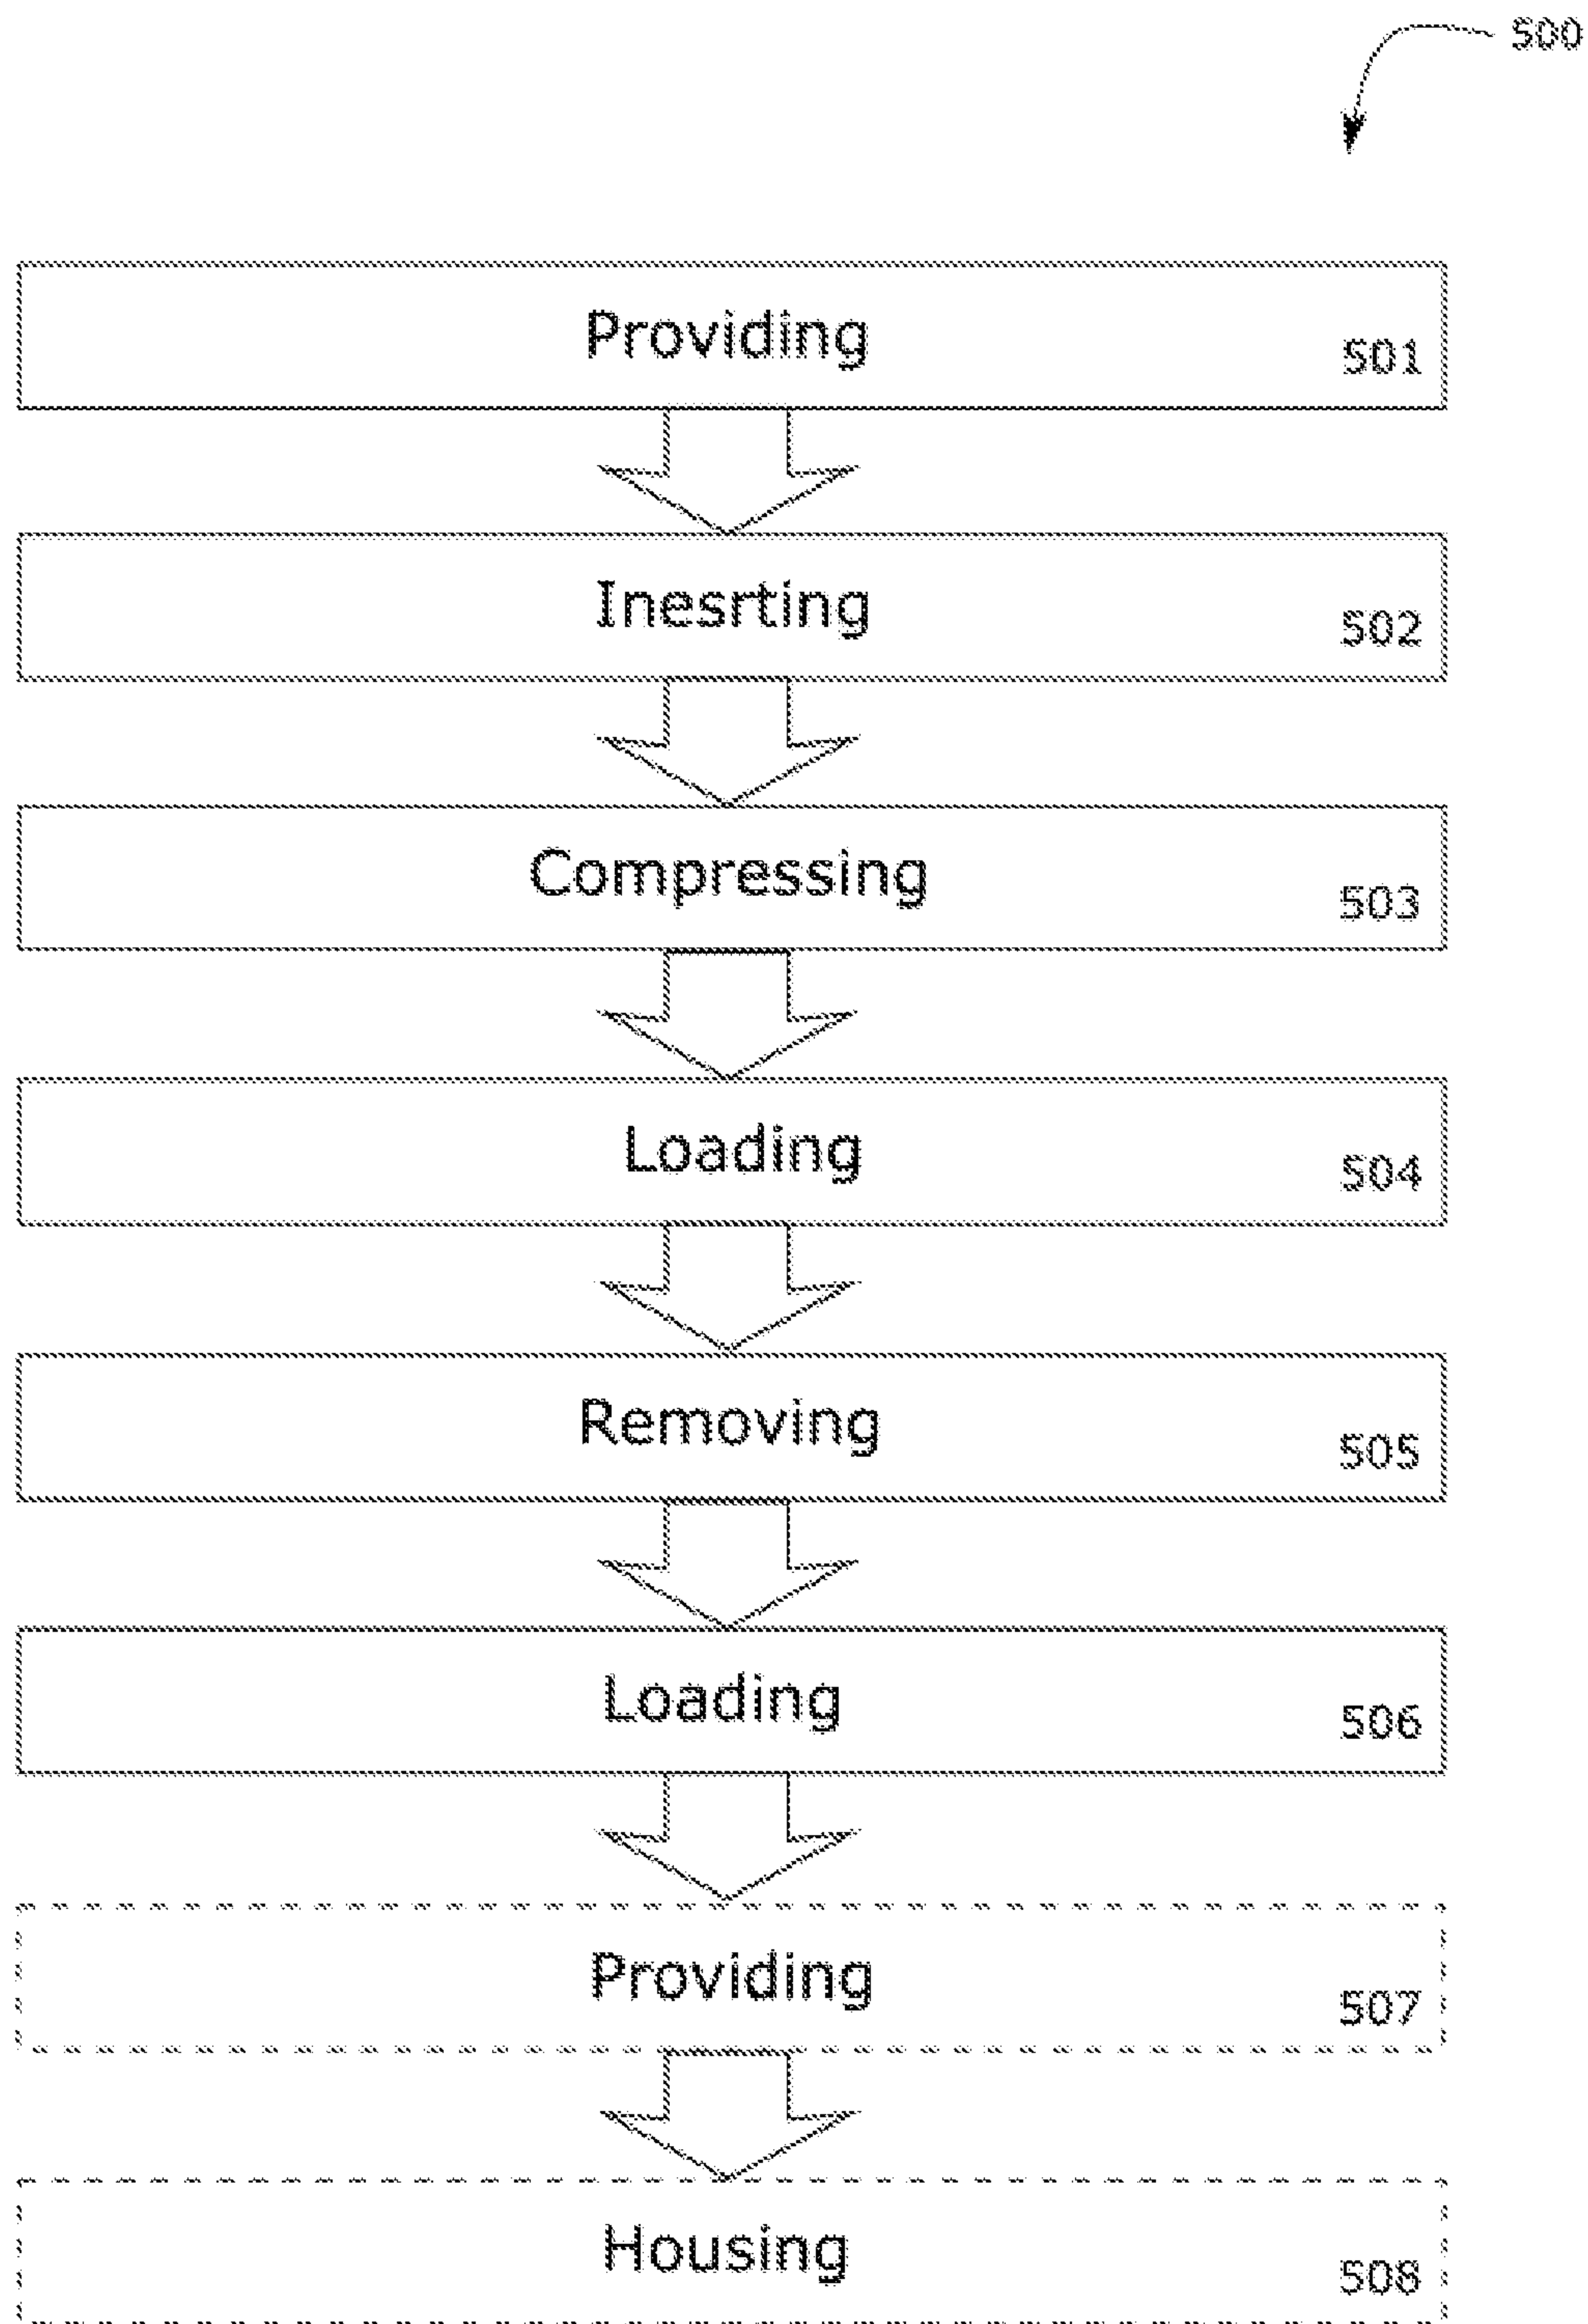 500
Providing
501
Inesrting
502
Compressing
503
Loading
504
Removing
505
Loading
506
Providing
507
Housing
508